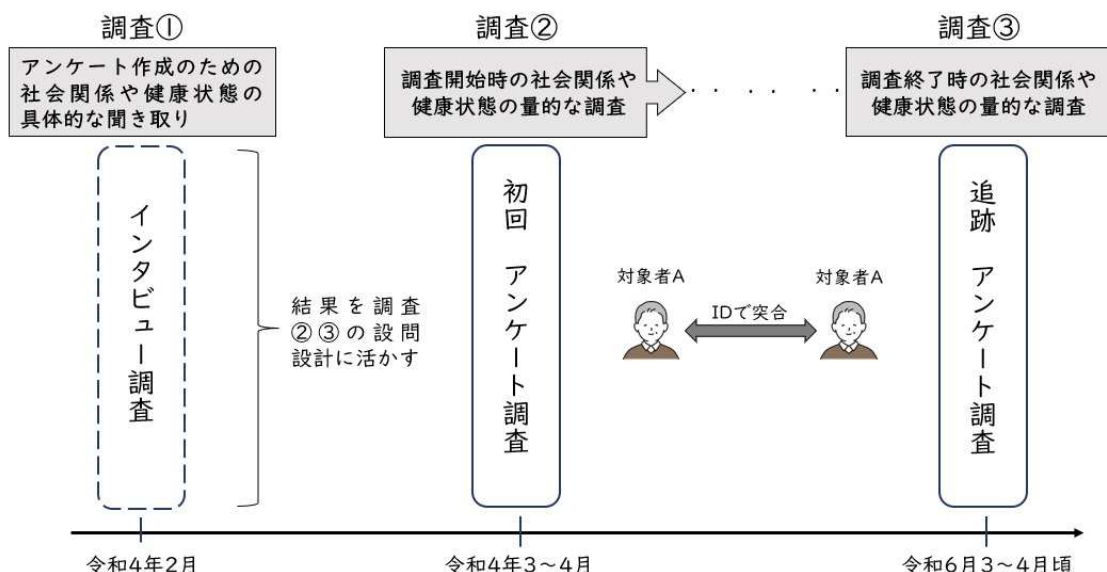 調査①
アンケート作成のための
社会関係や健康状態の
具体的な聞き取り
インタビュー調査
結果を調査
②③の設問
設計に活かす
令和4年2月
調査②
調査開始時の社会関係や
健康状態の量的な調査
初回 アンケート調査
令和4年3~4月
対象者A
IDで突合
対象者A
調査③
調査終了時の社会関係や
健康状態の量的な調査
追跡 アンケート調査
令和6月3~4月頃